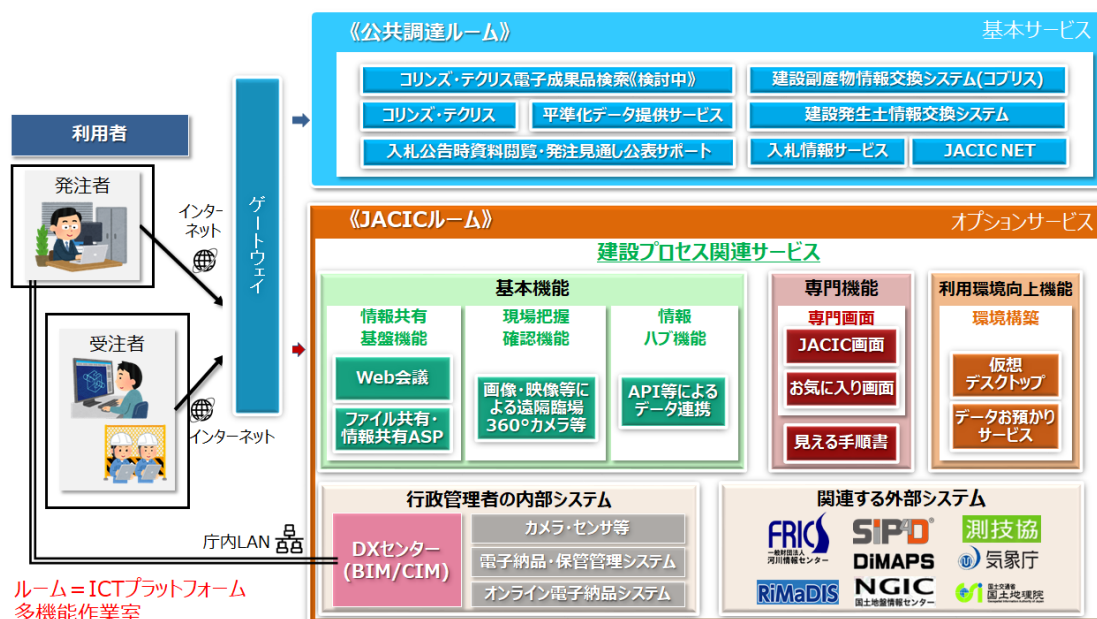 《公共調達ルーム》
基本サービス
コリンズ・テクリス電子成果品検索《検討中》
建設副産物情報交換システム(コブリス)
コリンズ・テクリス
平準化データ提供サービス
建設発生土情報交換システム
入札公告時資料閲覧・発注見通し公表サポート
入札情報サービス
JACIC NET
利用者
発注者
インター
ネット
ゲートウェイ
受注者
インターネット
《JACICルーム》
オプションサービス
建設プロセス関連サービス
基本機能
情報共有
基盤機能
Web会議
ファイル共有・
情報共有ASP
現場把握
確認機能
画像・映像等に
よる遠隔臨場
360°カメラ等
情報
ハブ機能
API等による
データ連携
専門機能
専門画面
JACIC画面
お気に入り画面
見える手順書
利用環境向上機能
環境構築
仮想
デスクトップ
データお預かり
サービス
行政管理者の内部システム
DXセンター
(BIM/CIM)
カメラ・センサ等
電子納品・保管管理システム
オンライン電子納品システム
関連する外部システム
FRICS
一般財団法人
河川情報センター
SIP4D
測技協
DiMAPS
気象庁
RiMaDIS
NGIC
国土地盤情報センター
国土交通省
国土地理院
庁内LAN
ルーム=ICTプラットフォーム
多機能作業室